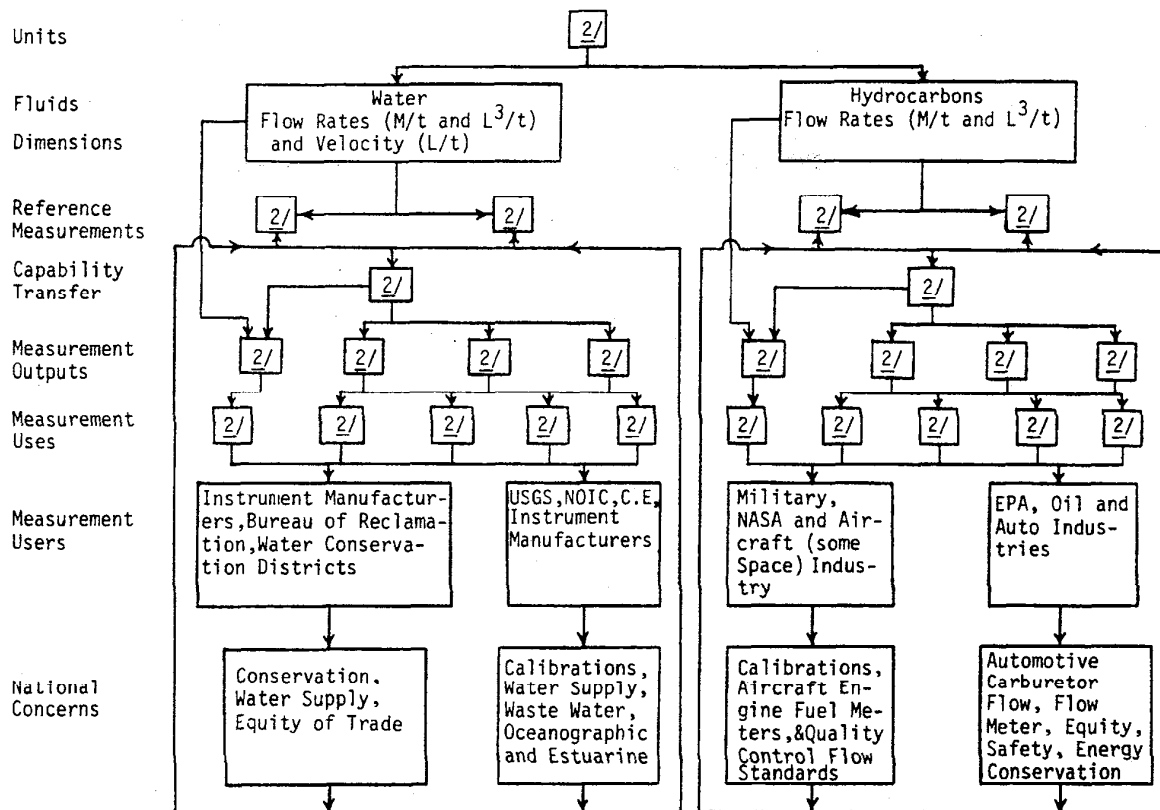 Units
2/
Fluids
Dimensions
Water
Flow Rates (M/t and L³/t)
and Velocity (L/t)
Hydrocarbons
Flow Rates (M/t and L³/t)
Reference
Measurements
2/ 2/ 2/ 2/
Capability
Transfer
2/ 2/
Measurement
Outputs
2/ 2/ 2/ 2/ 2/ 2/ 2/ 2/
Measurement
Uses
2/ 2/ 2/ 2/ 2/ 2/ 2/ 2/ 2/ 2/
Measurement
Users
Instrument Manufactur-
ers,Bureau of Reclama-
tion,Water Conserva-
tion Districts
USGS,NOIC,C.E,
Instrument
Manufacturers
Military,
NASA and Air-
craft (some
Space) Indus-
try
EPA, Oil and
Auto Indus-
tries
National
Concerns
Conservation,
Water Supply,
Equity of Trade
Calibrations,
Water Supply,
Waste Water,
Oceanographic
and Estuarine
Calibrations,
Aircraft En-
gine Fuel Me-
ters,&Quality
Control Flow
Standards
Automotive
Carburetor
Flow, Flow
Meter, Equity,
Safety, Energy
Conservation